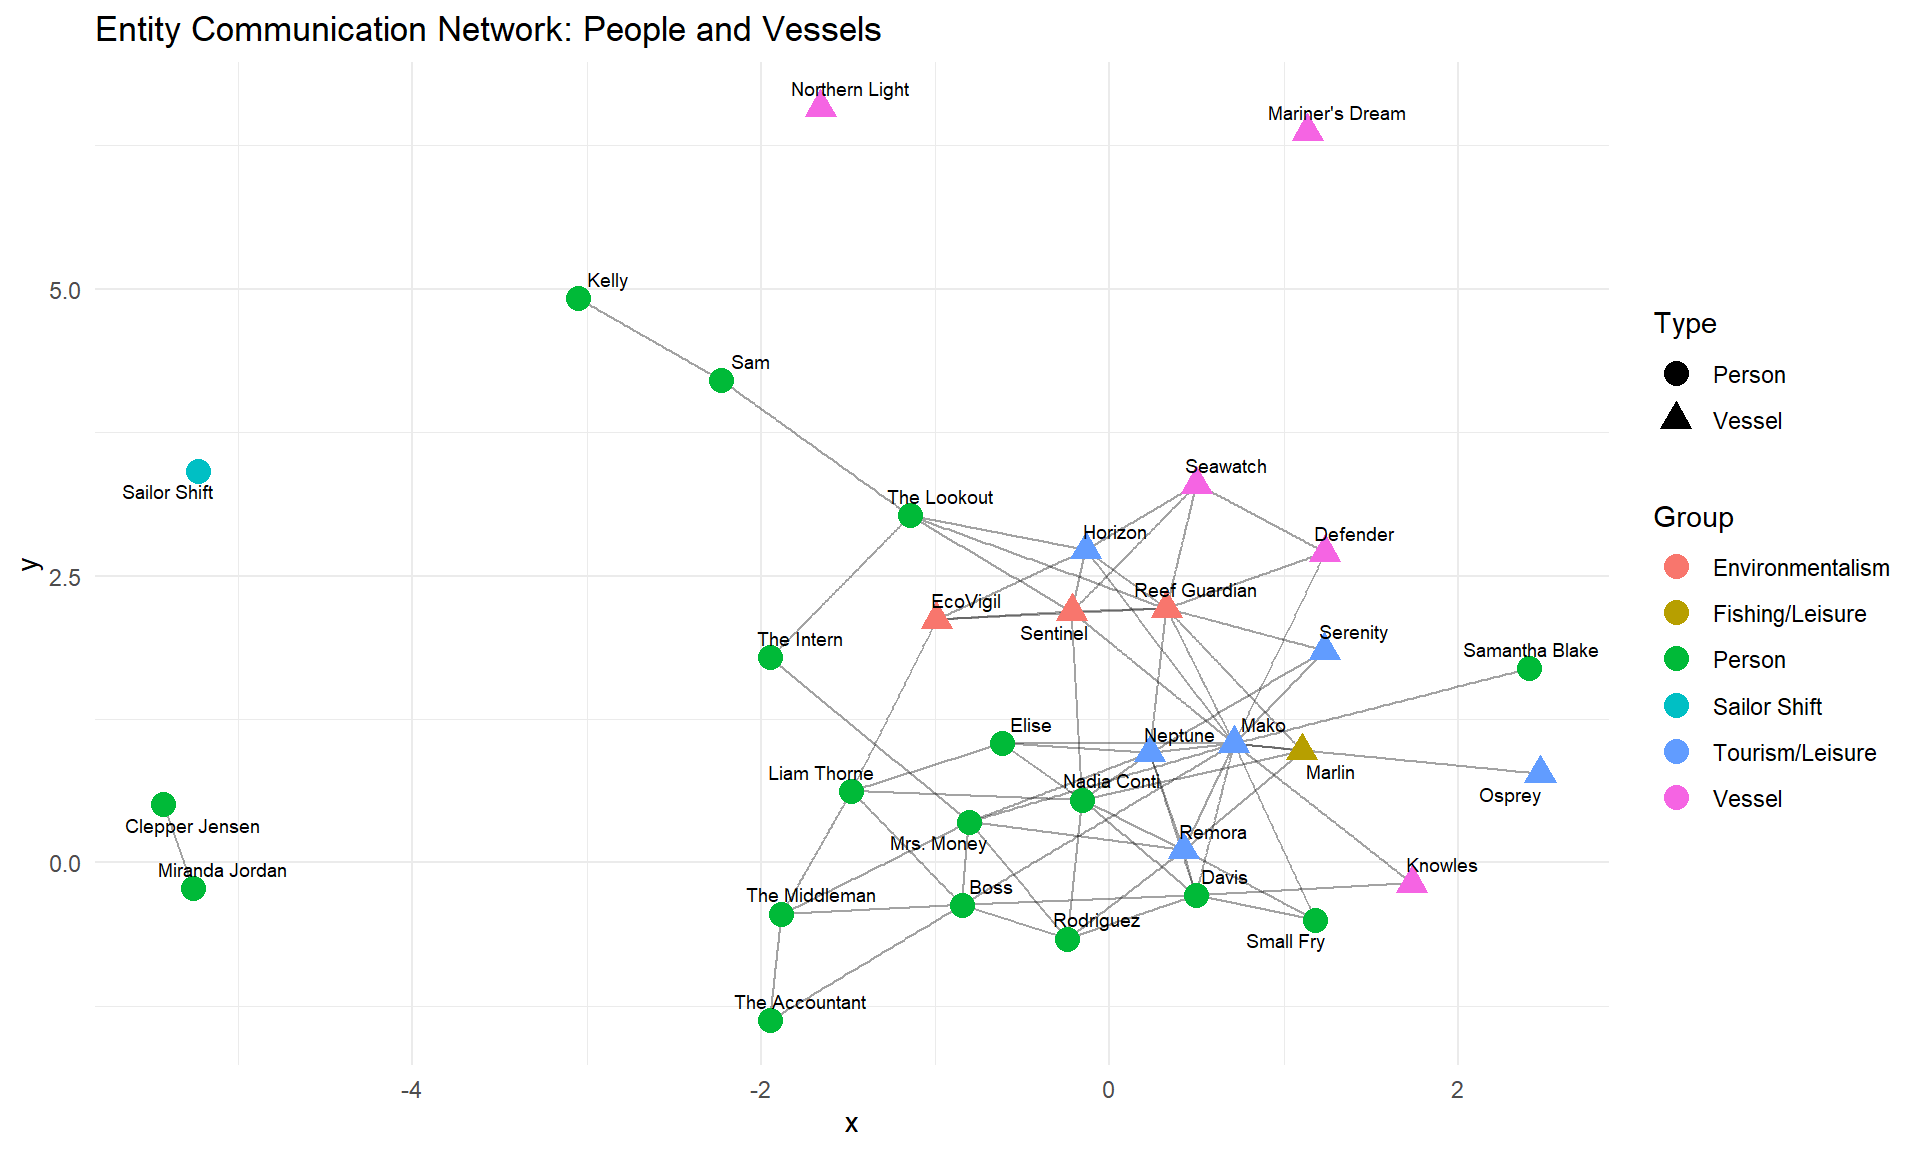 Entity Communication Network: People and Vessels
Northern Light
Mariner's Dream
5.0
Kelly
Sam
Sailor Shift
The Lookout
Seawatch
Horizon
Defender
2.5
EcoVigil
Reef Guardian
Sentinel
The Intern
Serenity
Samantha Blake
Elise
Neptune
Mako
Liam Thorne
Nadia Conti
Marlin
Osprey
Clepper Jensen
Mrs. Money
Remora
0.0
Miranda Jordan
Knowles
The Middleman
Boss
Davis
Rodriguez
Small Fry
The Accountant
-4
-2
0
2
x
y
Type
Person
Vessel
Group
Environmentalism
Fishing/Leisure
Person
Sailor Shift
Tourism/Leisure
Vessel